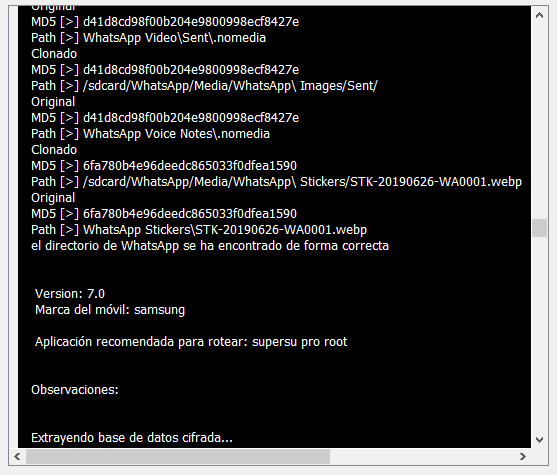 Original
MD5 [>] d41d8cd98f00b204e9800998ecf8427e
Path [>] WhatsApp Video\Sent\.nomedia
Clonado
MD5 [>] d41d8cd98f00b204e9800998ecf8427e
Path [>] /sdcard/WhatsApp/Media/WhatsApp\ Images/Sent/
Original
MD5 [>] d41d8cd98f00b204e9800998ecf8427e
Path [>] WhatsApp Voice Notes\.nomedia
Clonado
MD5 [>] 6fa780b4e96deedc865033f0dfea1590
Path [>] /sdcard/WhatsApp/Media/WhatsApp\ Stickers/STK-20190626-WA0001.webp
Original
MD5 [>] 6fa780b4e96deedc865033f0dfea1590
Path [>] WhatsApp Stickers\STK-20190626-WA0001.webp
el directorio de WhatsApp se ha encontrado de forma correcta
Version: 7.0
Marca del móvil: samsung
Aplicación recomendada para rotear: supersu pro root
Observaciones:
Extrayendo base de datos cifrada...